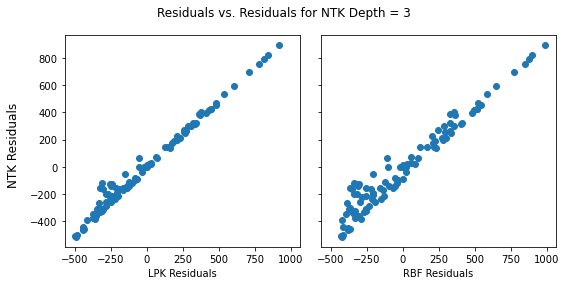 Residuals vs. Residuals for NTK Depth = 3
NTK Residuals
800
600
400
200
0
−200
−400
−500 −250 0 250 500 750 1000
LPK Residuals
−500 −250 0 250 500 750 1000
RBF Residuals